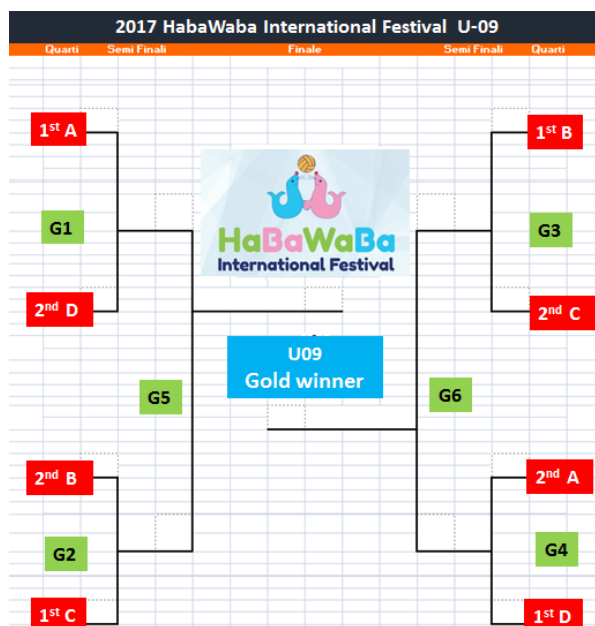 2017 HabaWaba International Festival U-09
Quarti Semi Finali Finale Semi Finali Quarti
1st A
1st B
G1
G3
HaBaWaBa
International Festival
2nd D
2nd C
U09
Gold winner
G5
G6
2nd B
2nd A
G2
G4
1st C
1st D